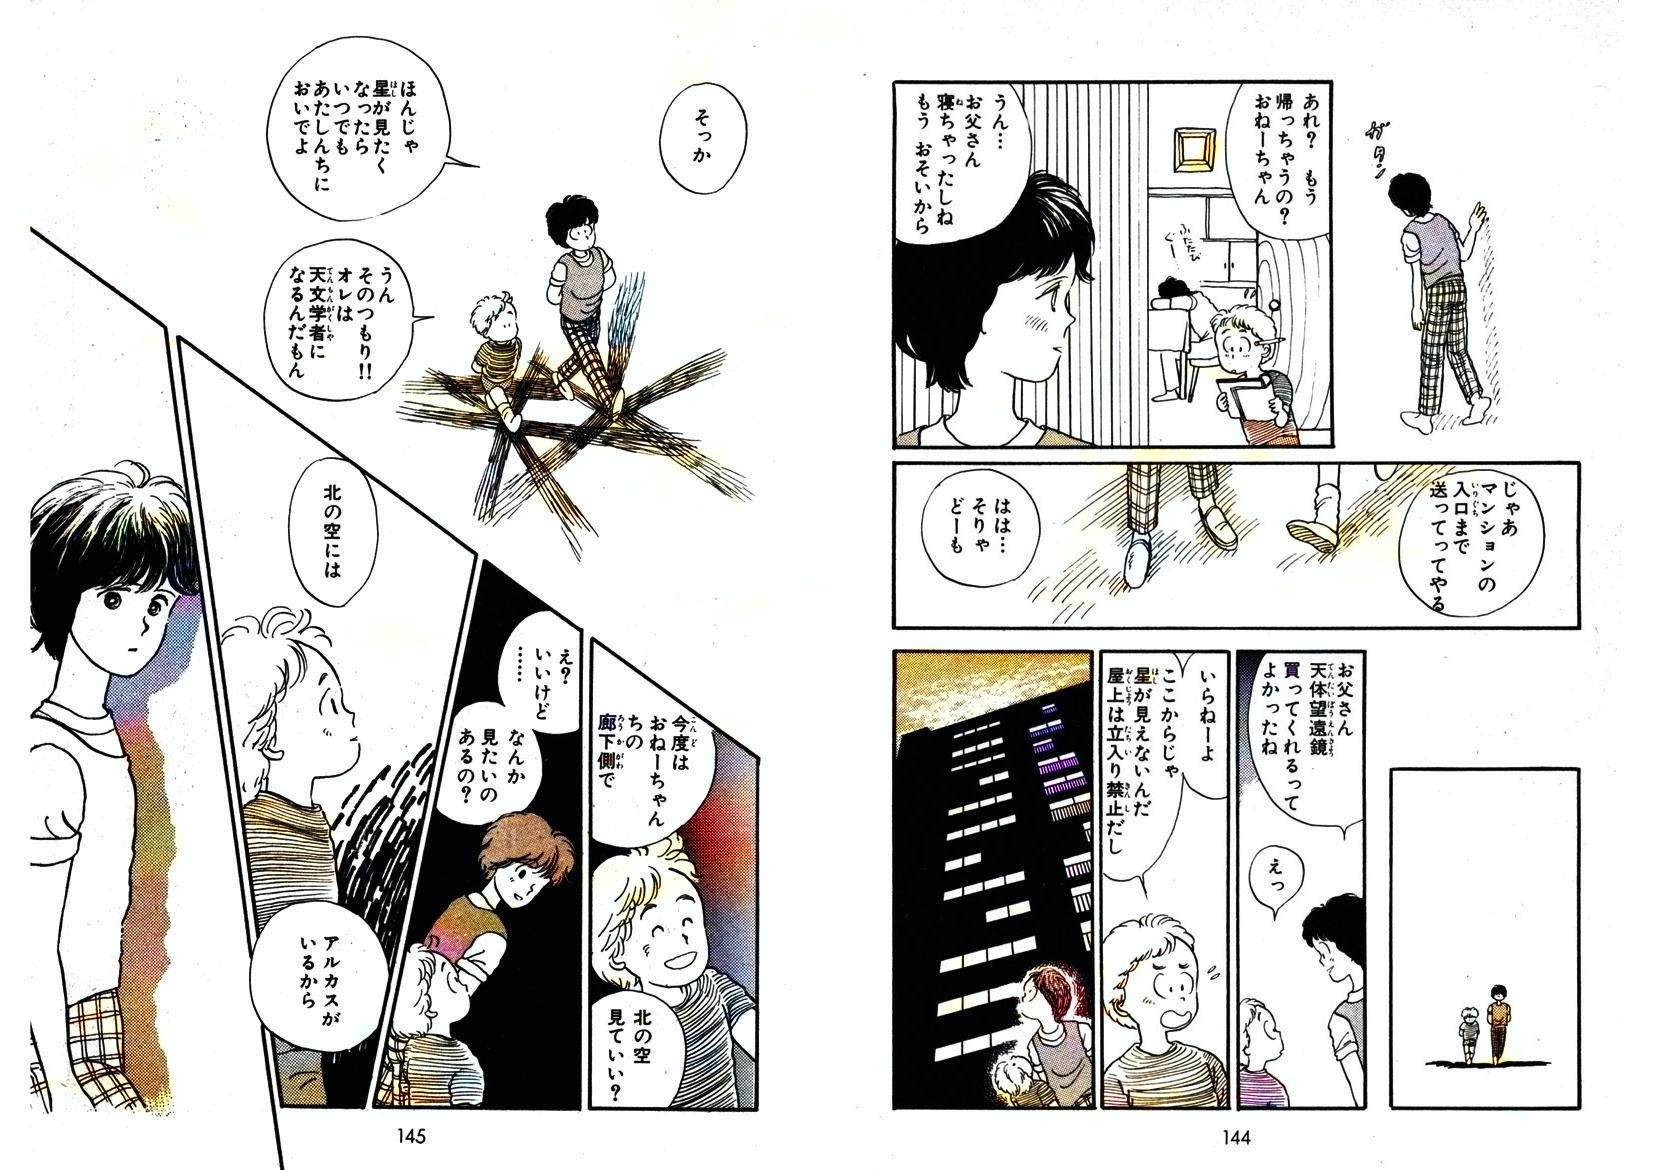 ガク!
あれ? もう
帰っちゃうの?
おねーちゃん
ふたたび
ぐー
うん…
お父さん
寝ちゃったしね
もう おそいから
じゃあ
マンションの
入口まで
送ってってやる
はは…
そりゃ
どーも
お父さん
天体望遠鏡
買ってくれるって
よかったね
えっ
いらねーよ
ここからじゃ
星が見えないんだ
屋上は立入り禁止だし
144
そっか
ほんじゃ
星が見たく
なったら
いつでも
あたしんちに
おいでよ
うん
そのつもり!!
オレは
天文学者に
なるんだもん
今度は
おねーちゃん
ちの
廊下側で
北の空
見ていい?
え?
いいけど
……
なんか
見たいの
あるの?
北の空には
アルカスが
いるから
145